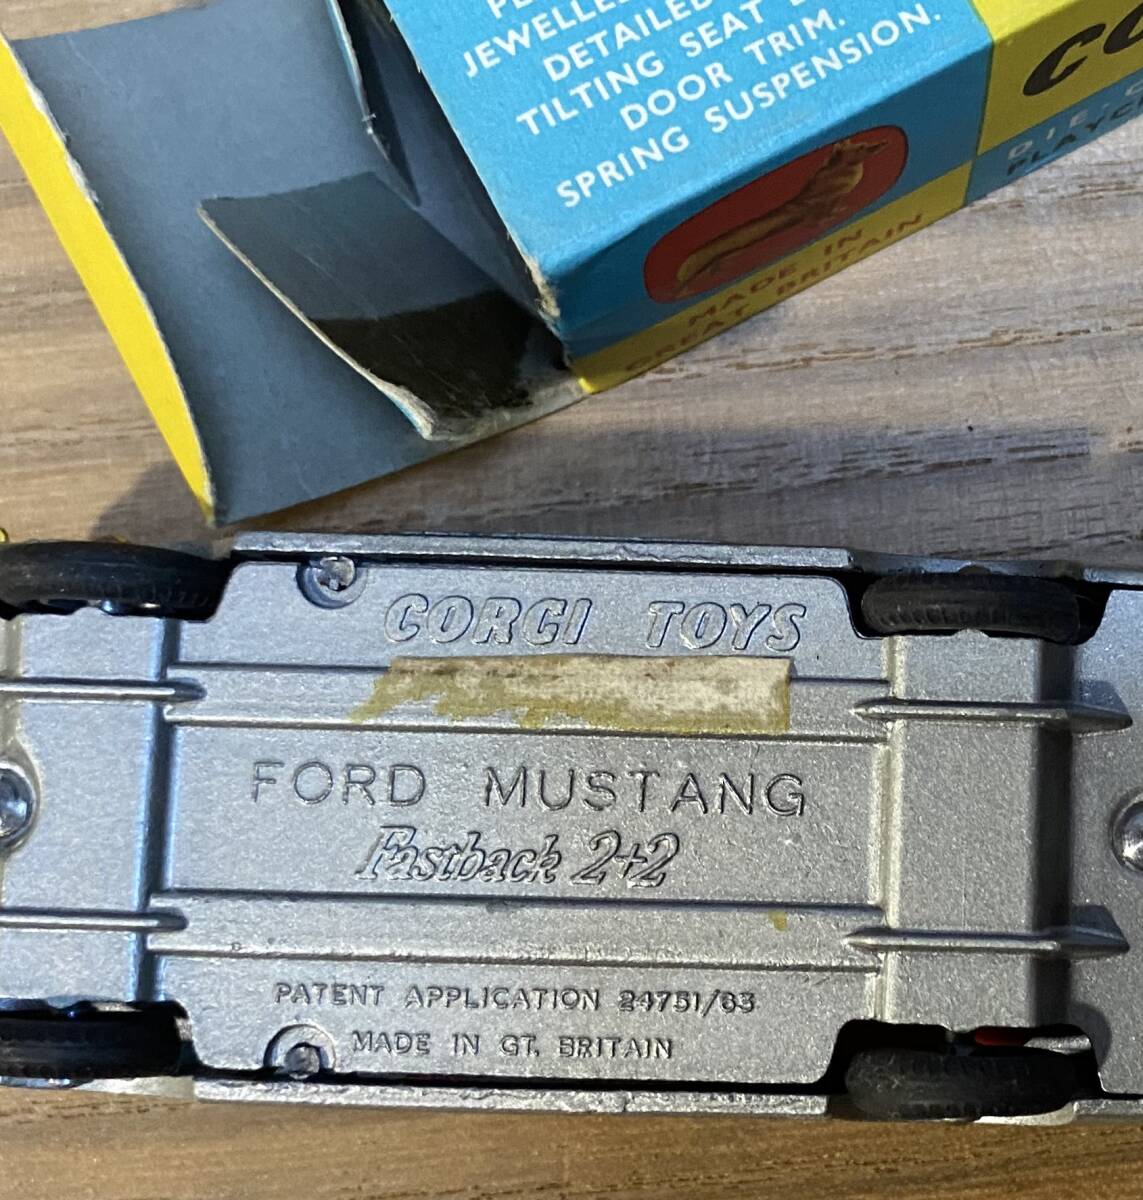 JEWELLED
DETAILED
TILTING SEAT
DOOR TRIM.
SPRING SUSPENSION.
MADE IN
GREAT BRITAIN
CORGI TOYS
FORD MUSTANG
Fastback 2+2
PATENT APPLICATION 24751/63
MADE IN GT. BRITAIN